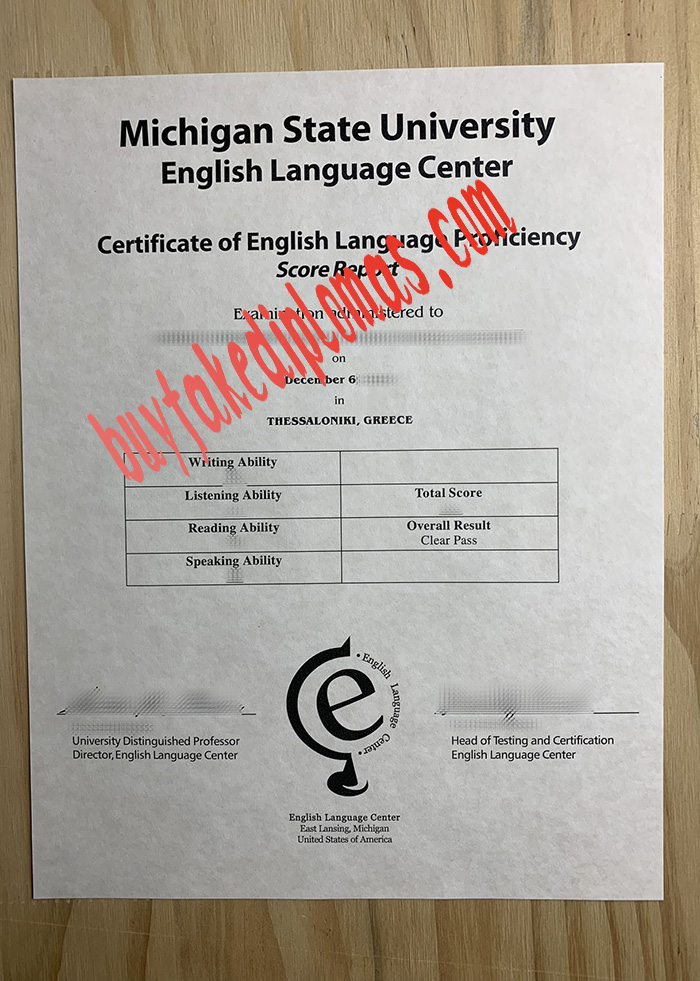 Michigan State University
English Language Center
Certificate of English Language Proficiency
Score Report
Examination administered to
on
December 6
in
THESSALONIKI, GREECE
buyfakediplomas.com
Writing Ability
Listening Ability Total Score
Reading Ability Overall Result
Clear Pass
Speaking Ability
• English Language Center •
e
University Distinguished Professor
Director, English Language Center
Head of Testing and Certification
English Language Center
English Language Center
East Lansing, Michigan
United States of America